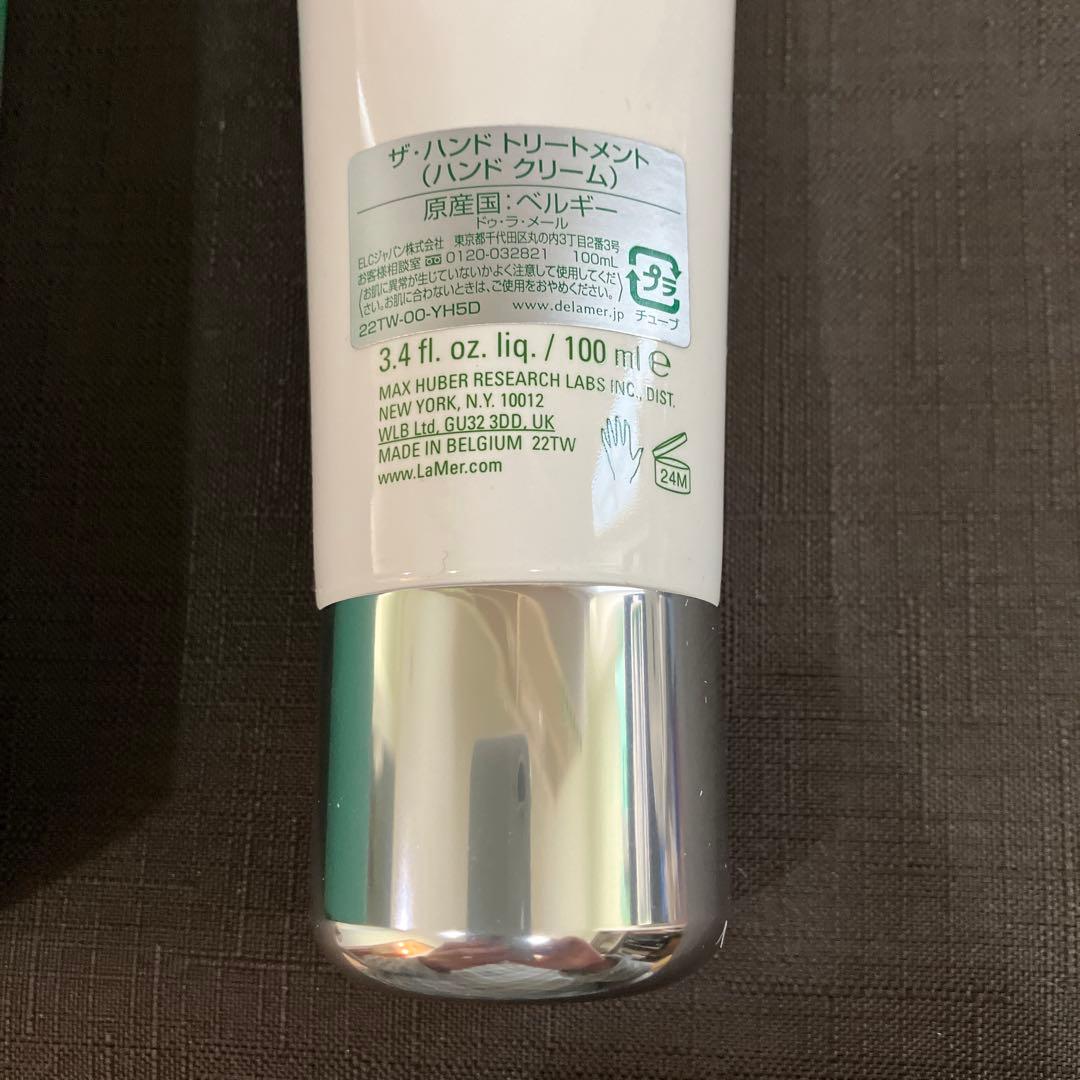 ザ・ハンド トリートメント
（ハンド クリーム）
原産国：ベルギー
ドゥ・ラ・メール
ELCジャパン株式会社 東京都千代田区丸の内3丁目2番3号
お客様相談室 0120-032821 100mL
お肌に異常が生じていないかよく注意して使用してくだ
さい。お肌に合わないときは、ご使用をおやめください。
www.delamer.jp
22TW-00-YH5D
プラ
チューブ
3.4 fl. oz. liq. / 100 ml ℮
MAX HUBER RESEARCH LABS INC., DIST.
NEW YORK, N.Y. 10012
WLB Ltd, GU32 3DD, UK
MADE IN BELGIUM 22TW
www.LaMer.com
24M